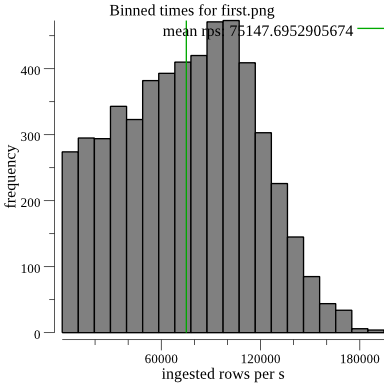 Binned times for first.png
mean rps: 75147.6952905674
frequency
400
300
200
100
0
60000 120000 180000
ingested rows per s